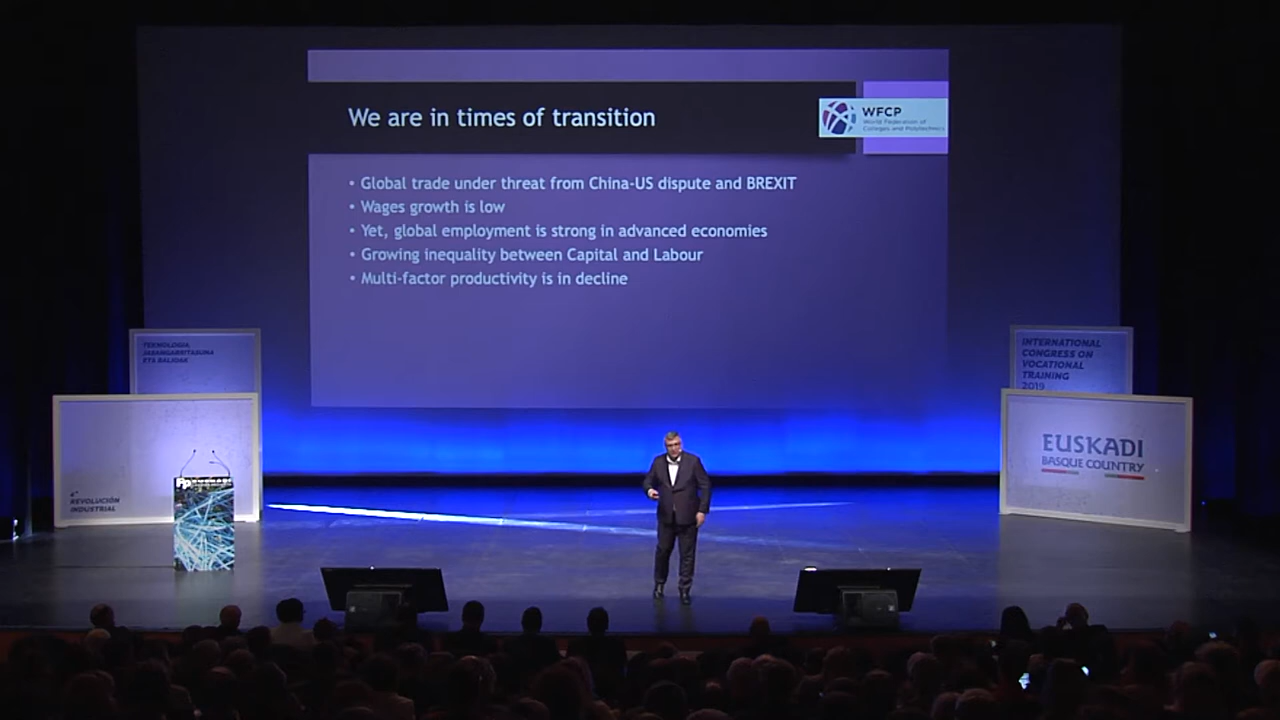 We are in times of transition
WFCP
World Federation of
Colleges and Polytechnics
• Global trade under threat from China-US dispute and BREXIT
• Wages growth is low
• Yet, global employment is strong in advanced economies
• Growing inequality between Capital and Labour
• Multi-factor productivity is in decline
TEKNOLOGIA
JASANGARRITASUNA
ETA BALIOAK
INTERNATIONAL
CONGRESS ON
VOCATIONAL
TRAINING
2019
EUSKADI
BASQUE COUNTRY
4ª
REVOLUCIÓN
INDUSTRIAL
Fp EUSKADI